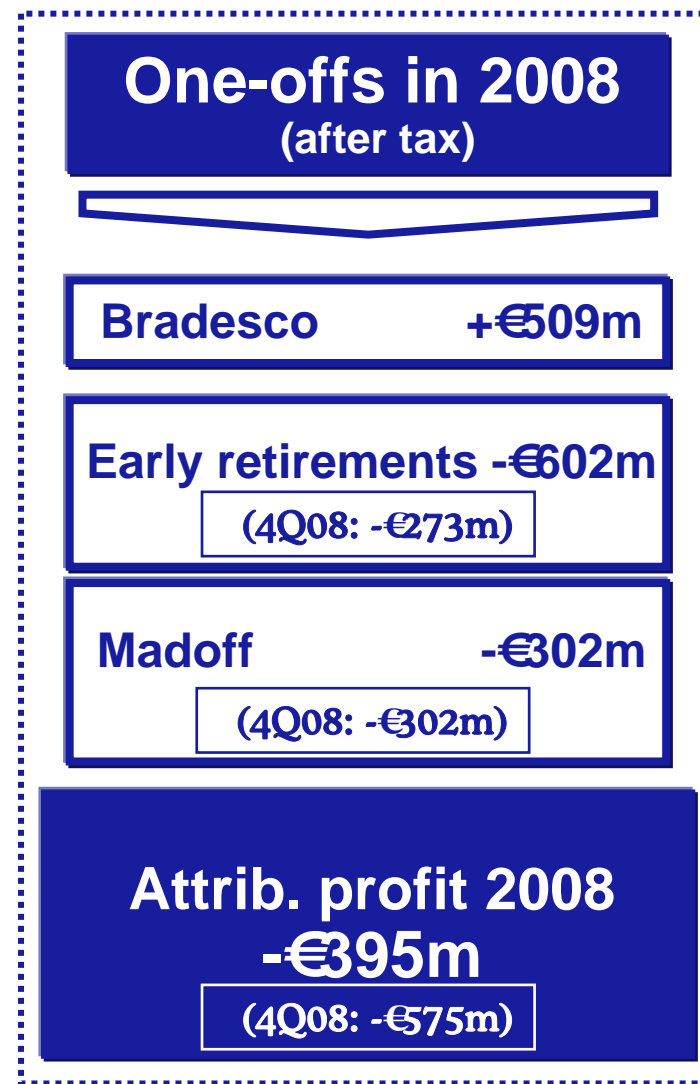 One-offs in 2008
(after tax)
Bradesco +€509m
Early retirements -€602m
(4Q08: -€273m)
Madoff -€302m
(4Q08: -€302m)
Attrib. profit 2008
-€395m
(4Q08: -€575m)